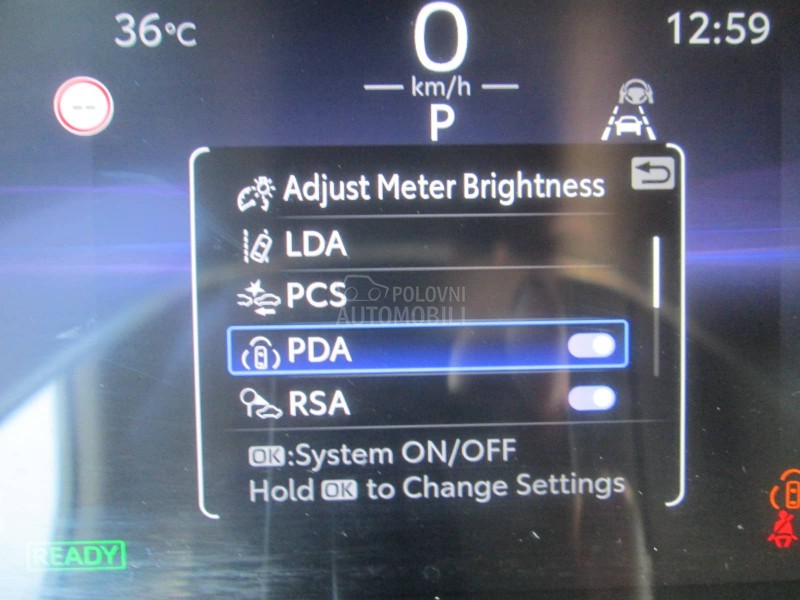 36°C
0
12:59
km/h
P
--
Adjust Meter Brightness
LDA
PCS
POLOVNI
AUTOMOBILI
PDA
RSA
OK:System ON/OFF
Hold OK to Change Settings
READY